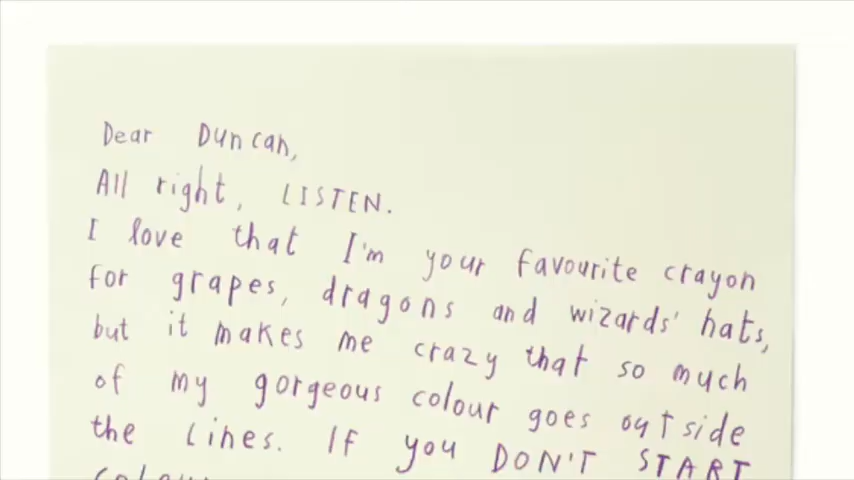 Dear Duncan,
All right, LISTEN.
I love that I'm your favourite crayon
for grapes, dragons and wizards' hats,
but it makes me crazy that so much
of my gorgeous colour goes outside
the lines. If you DON'T START